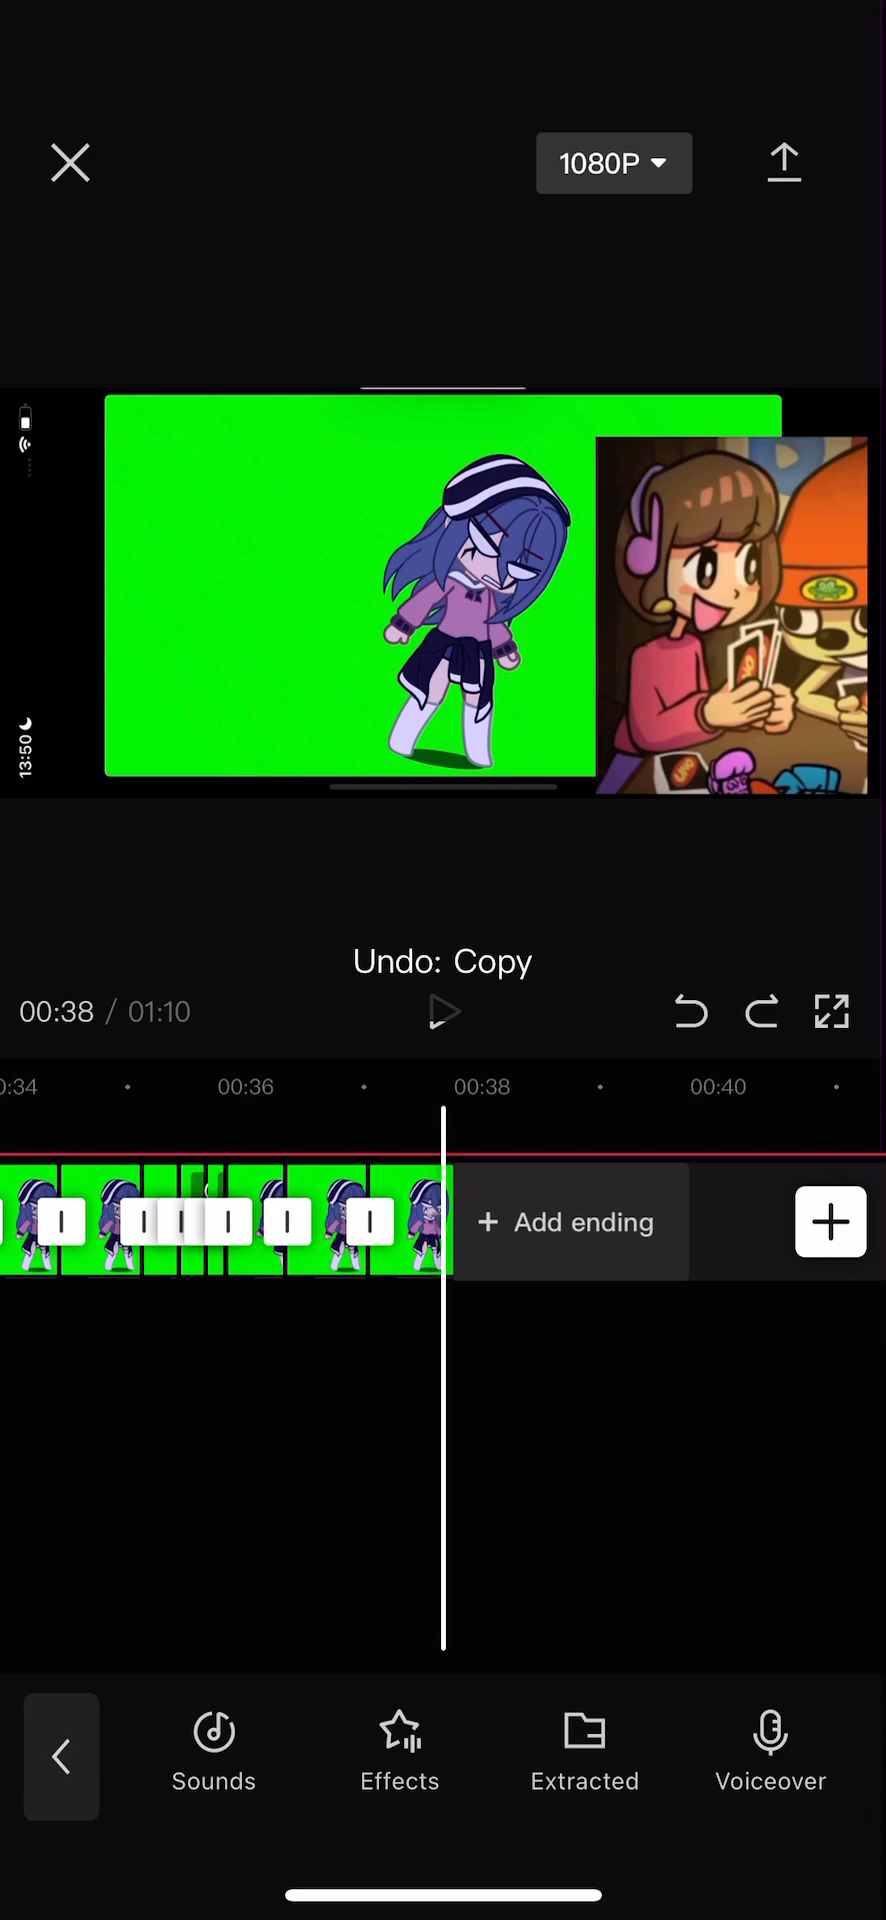 1080P
13:50
UNO
Undo: Copy
00:38 / 01:10
0:34
00:36
00:38
00:40
+ Add ending
Sounds
Effects
Extracted
Voiceover